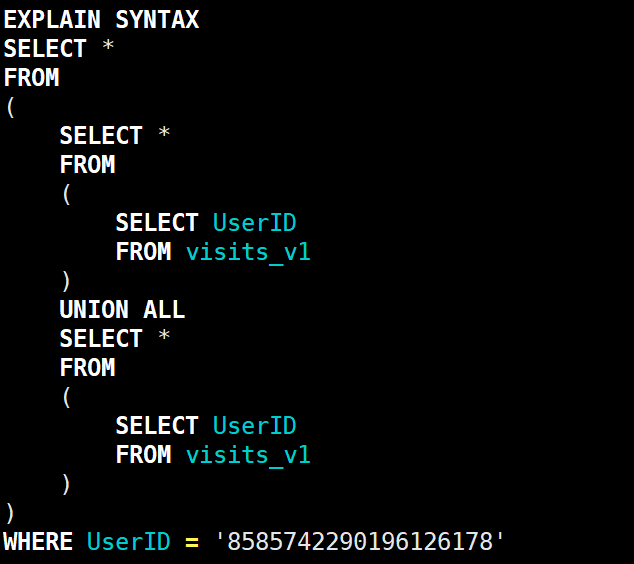 EXPLAIN SYNTAX
SELECT *
FROM
(
    SELECT *
    FROM
    (
        SELECT UserID
        FROM visits_v1
    )
    UNION ALL
    SELECT *
    FROM
    (
        SELECT UserID
        FROM visits_v1
    )
)
WHERE UserID = '8585742290196126178'